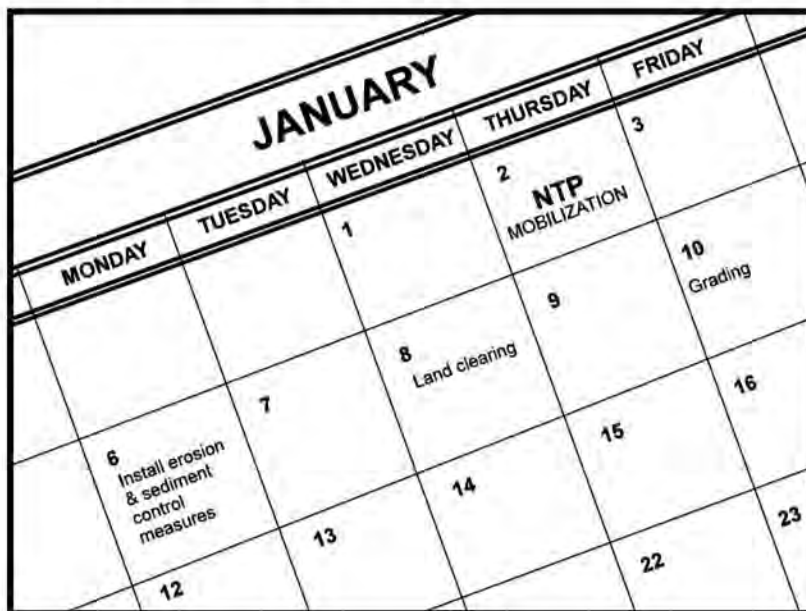 JANUARY
MONDAY TUESDAY WEDNESDAY THURSDAY FRIDAY
1 2 3
NTP
MOBILIZATION
6 7 8 9 10
Install erosion
& sediment
control
measures
Land clearing
Grading
12 13 14 15 16
22 23